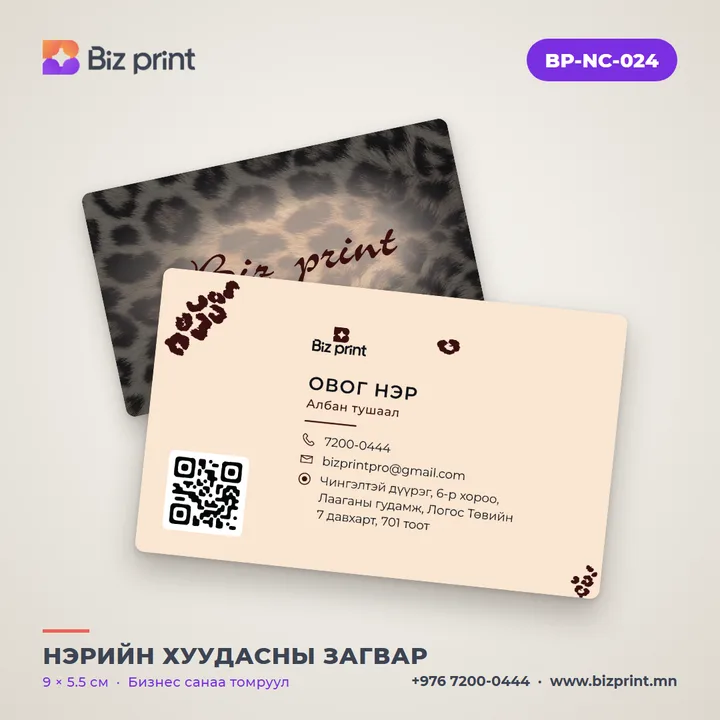 Biz print
BP-NC-024
Biz print
Biz print
ОВОГ НЭР
Албан тушаал
7200-0444
bizprintpro@gmail.com
Чингэлтэй дүүрэг, 6-р хороо,
Лааганы гудамж, Логос Төвийн
7 давхарт, 701 тоот
НЭРИЙН ХУУДАСНЫ ЗАГВАР
9 × 5.5 см · Бизнес санаа томруул
+976 7200-0444 · www.bizprint.mn